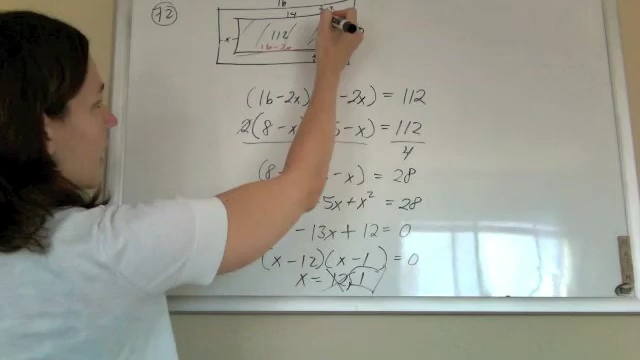 72
16
14
x
112
16-2x
(16-2x) -2x) = 112
2(8-x 5-x) = 112
4
(8- -x) = 28
5x+x² = 28
-13x+12=0
(x-12)(x-1)=0
x= 12, 1